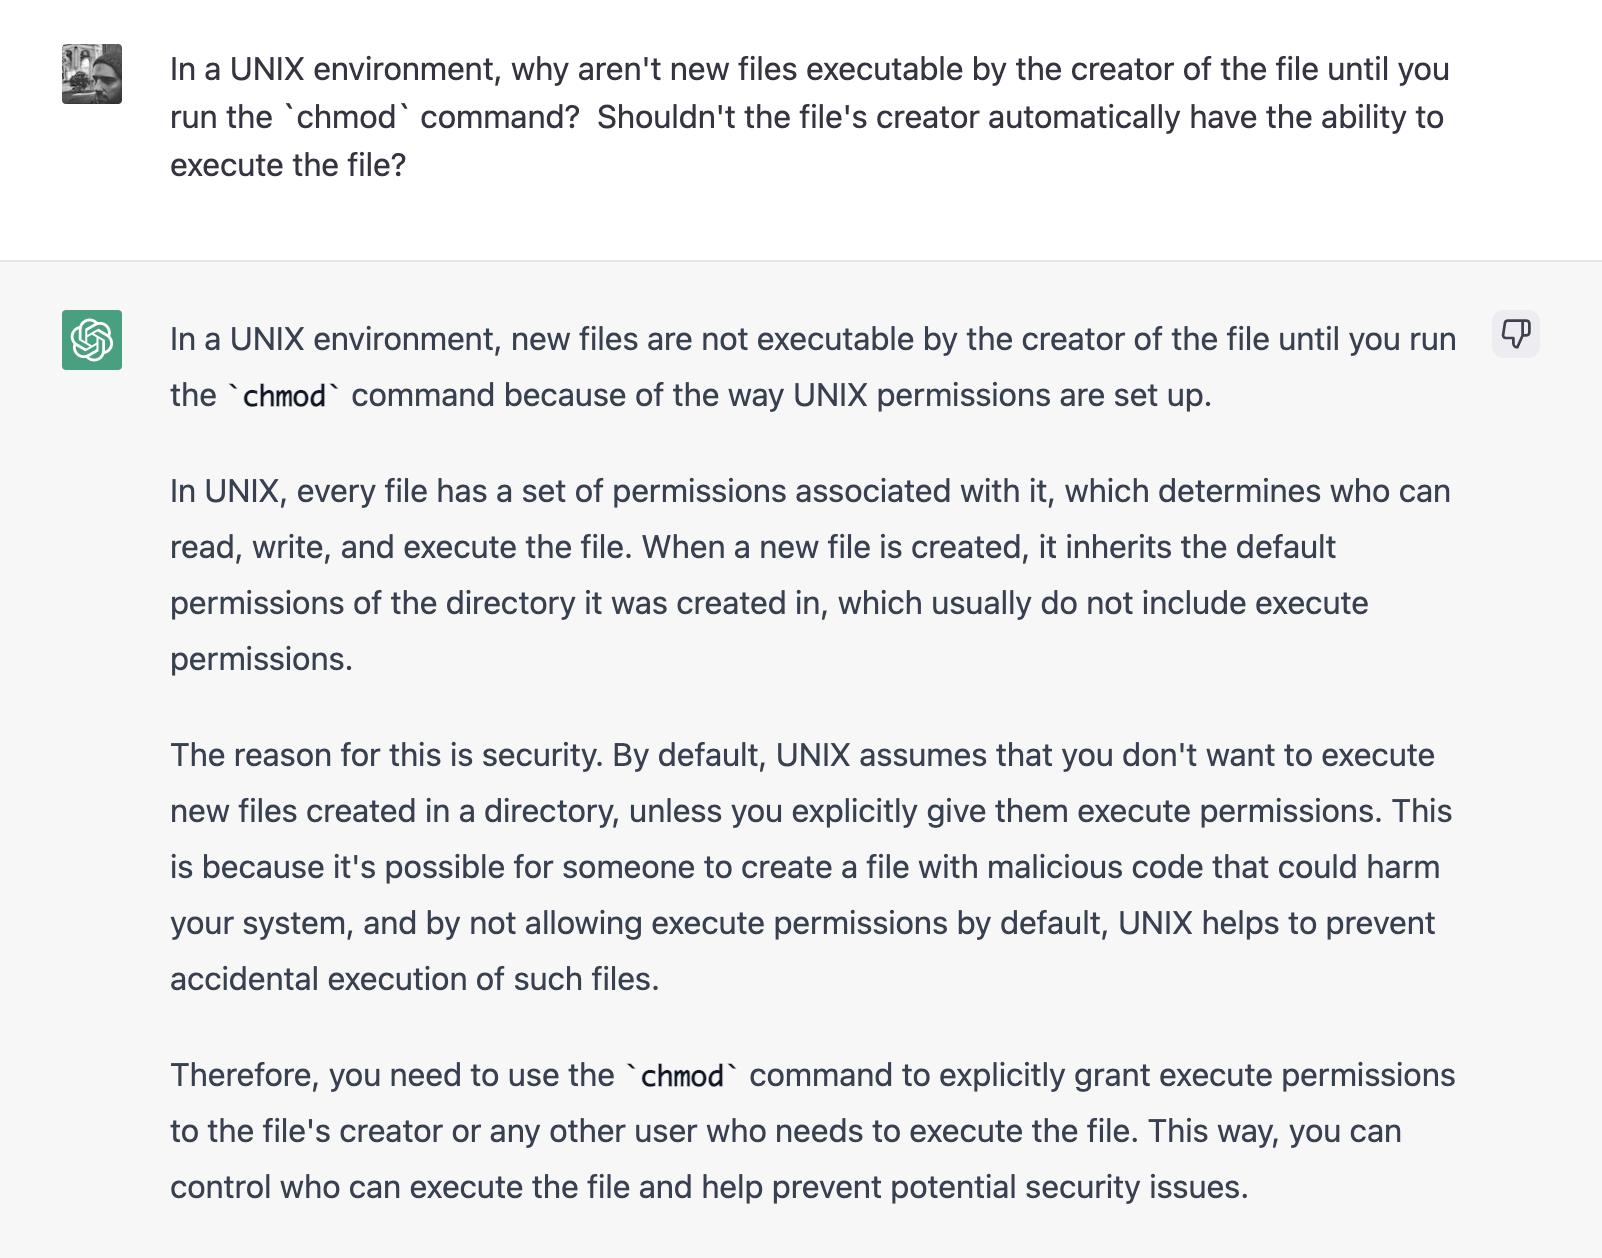 In a UNIX environment, why aren't new files executable by the creator of the file until you
run the `chmod` command?  Shouldn't the file's creator automatically have the ability to
execute the file?
In a UNIX environment, new files are not executable by the creator of the file until you run
the `chmod` command because of the way UNIX permissions are set up.
In UNIX, every file has a set of permissions associated with it, which determines who can
read, write, and execute the file. When a new file is created, it inherits the default
permissions of the directory it was created in, which usually do not include execute
permissions.
The reason for this is security. By default, UNIX assumes that you don't want to execute
new files created in a directory, unless you explicitly give them execute permissions. This
is because it's possible for someone to create a file with malicious code that could harm
your system, and by not allowing execute permissions by default, UNIX helps to prevent
accidental execution of such files.
Therefore, you need to use the `chmod` command to explicitly grant execute permissions
to the file's creator or any other user who needs to execute the file. This way, you can
control who can execute the file and help prevent potential security issues.